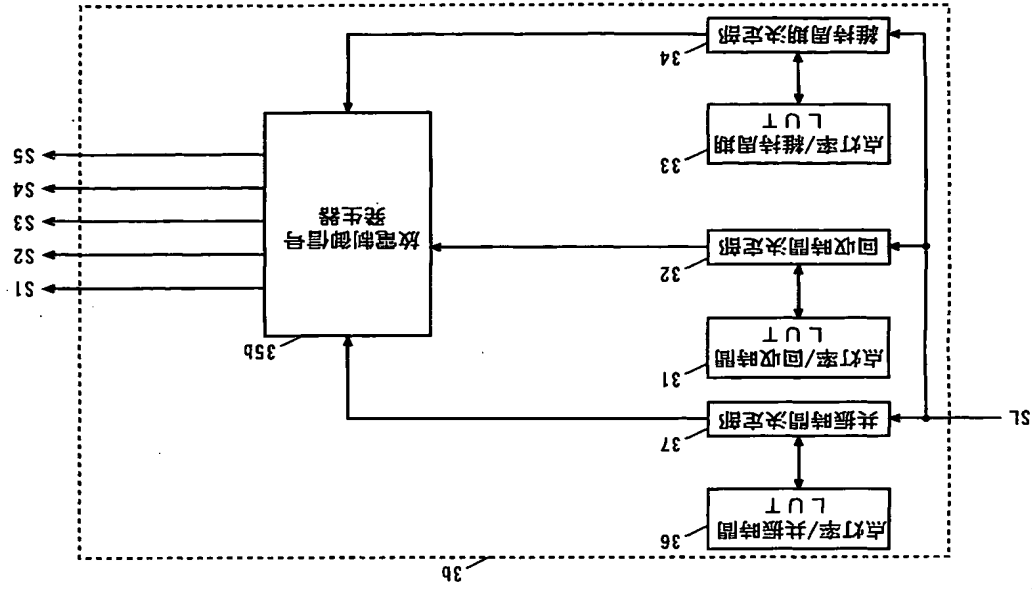 3b
点灯率/共振時間
LUT
36
共振時間決定部
37
SL
点灯率/回収時間
LUT
31
回収時間決定部
32
点灯率/維持周期
LUT
33
維持周期決定部
34
35b
放電制御信号
発生器
S1
S2
S3
S4
S5